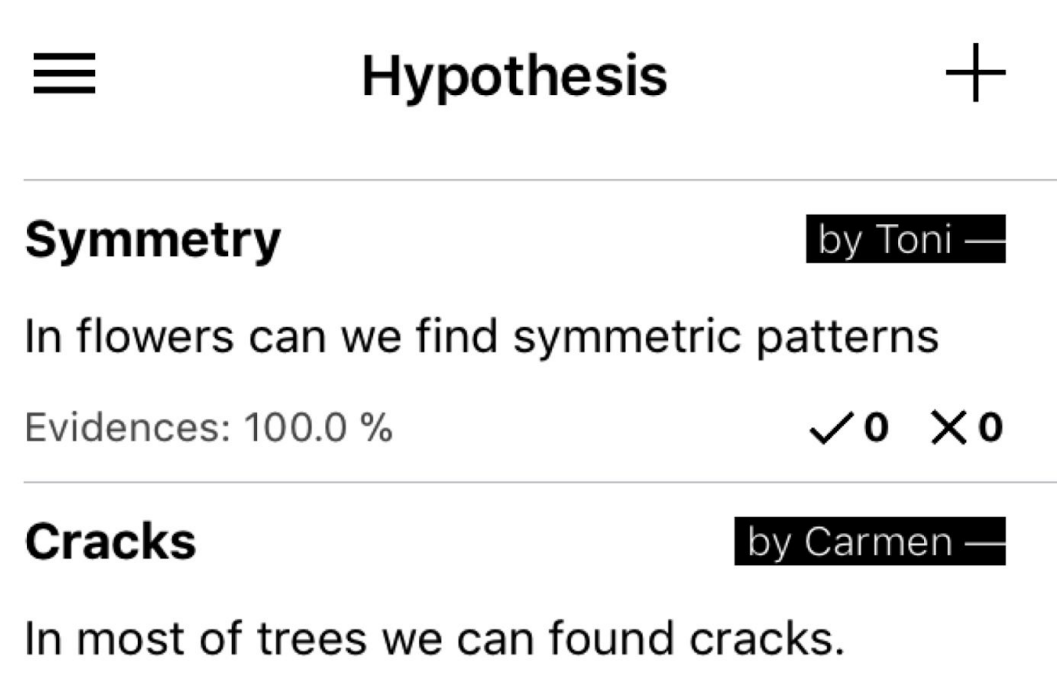 Hypothesis
Symmetry by Toni —
In flowers can we find symmetric patterns
Evidences: 100.0 % ✓ 0 ✕ 0
Cracks by Carmen —
In most of trees we can found cracks.